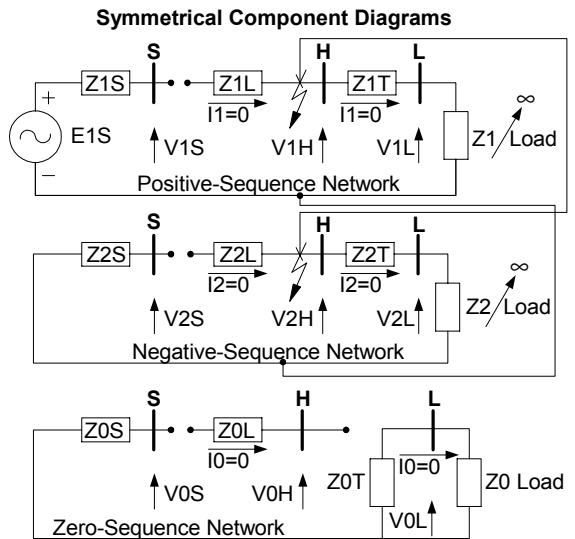 Symmetrical Component Diagrams
S H L
Z1S Z1L Z1T
+ I1=0 I1=0 ∞
E1S V1S V1H V1L Z1 Load
−
Positive-Sequence Network
S H L
Z2S Z2L Z2T
I2=0 I2=0 ∞
V2S V2H V2L Z2 Load
Negative-Sequence Network
S H L
Z0S Z0L
I0=0 Z0T I0=0 Z0 Load
V0S V0H V0L
Zero-Sequence Network